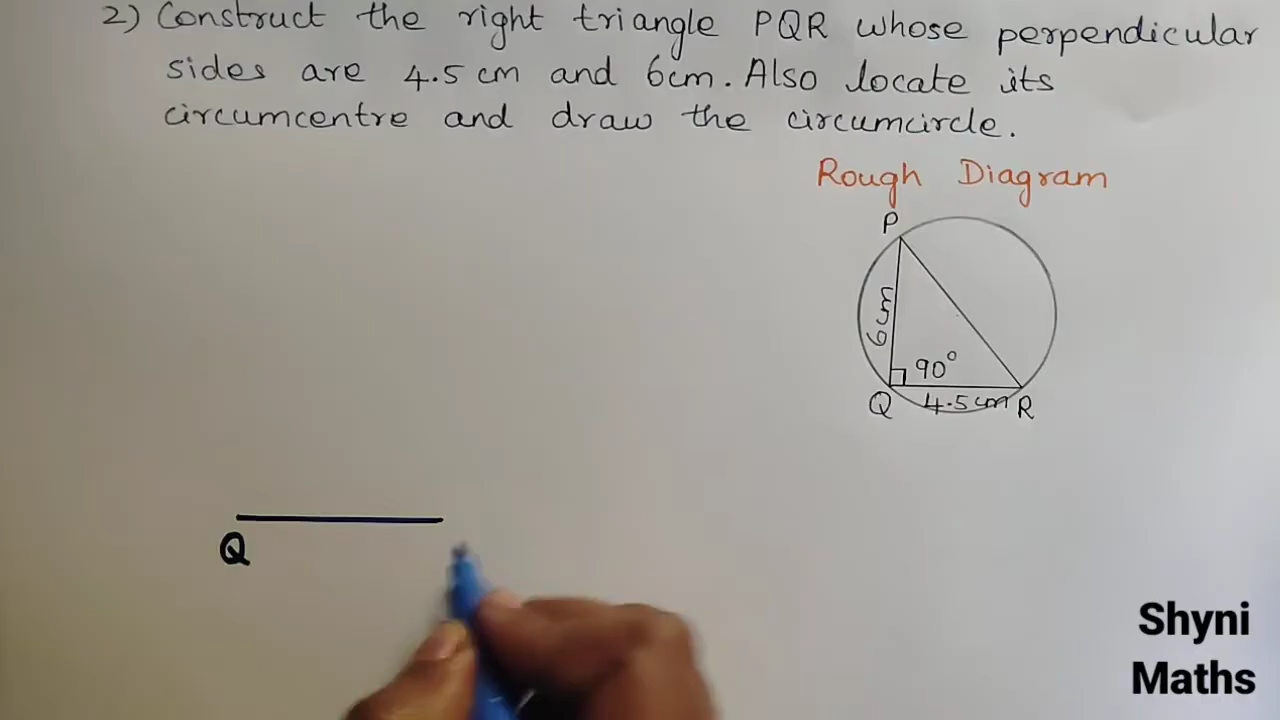 2) Construct the right triangle PQR whose perpendicular
sides are 4.5 cm and 6cm. Also locate its
circumcentre and draw the circumcircle.
Rough Diagram
P
6cm
90°
Q 4.5cm R
Q
Shyni
Maths